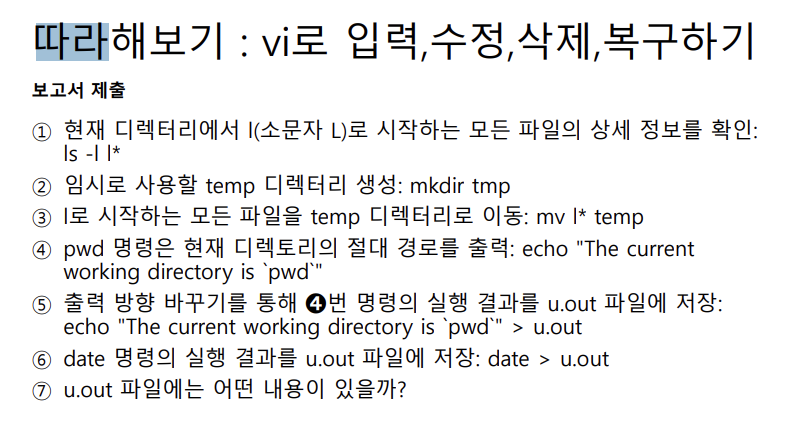 따라해보기 : vi로 입력,수정,삭제,복구하기
보고서 제출
① 현재 디렉터리에서 l(소문자 L)로 시작하는 모든 파일의 상세 정보를 확인:
ls -l l*
② 임시로 사용할 temp 디렉터리 생성: mkdir tmp
③ l로 시작하는 모든 파일을 temp 디렉터리로 이동: mv l* temp
④ pwd 명령은 현재 디렉토리의 절대 경로를 출력: echo "The current
working directory is `pwd`"
⑤ 출력 방향 바꾸기를 통해 ❹번 명령의 실행 결과를 u.out 파일에 저장:
echo "The current working directory is `pwd`" > u.out
⑥ date 명령의 실행 결과를 u.out 파일에 저장: date > u.out
⑦ u.out 파일에는 어떤 내용이 있을까?